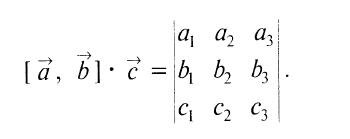 a₁ a₂ a₃
[a⃗, b⃗]· c⃗ = |b₁ b₂ b₃|.
c₁ c₂ c₃